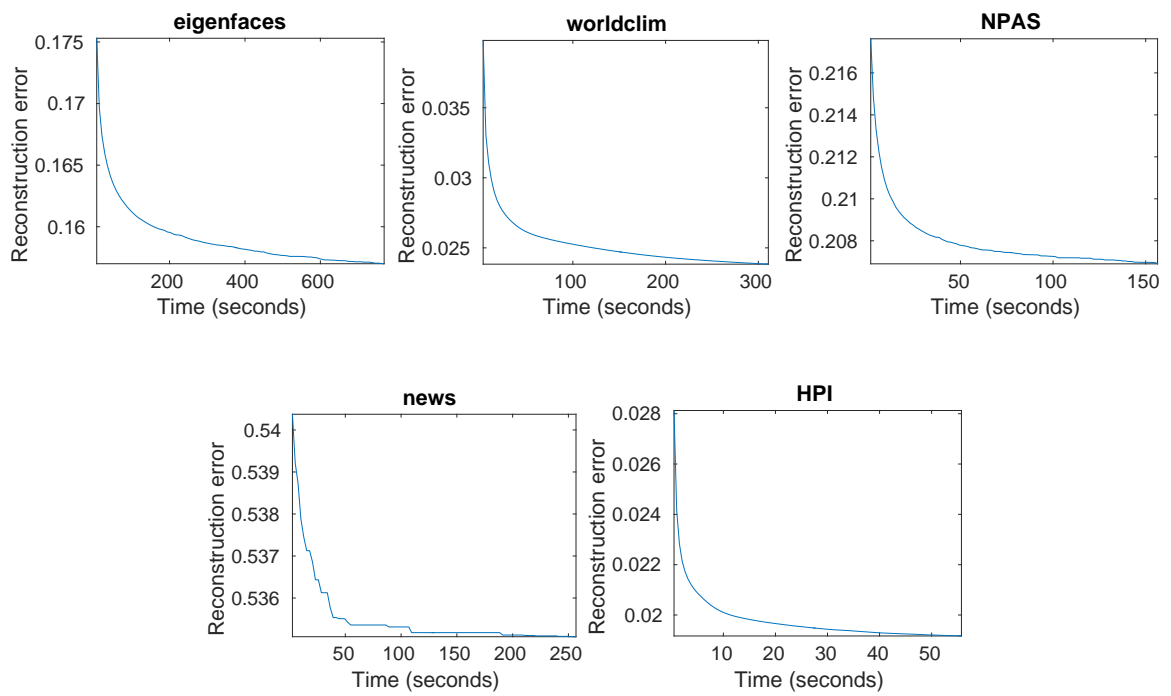 eigenfaces
Reconstruction error
0.175
0.17
0.165
0.16
200 400 600
Time (seconds)
worldclim
Reconstruction error
0.035
0.03
0.025
100 200 300
Time (seconds)
NPAS
Reconstruction error
0.216
0.214
0.212
0.21
0.208
50 100 150
Time (seconds)
news
Reconstruction error
0.54
0.539
0.538
0.537
0.536
50 100 150 200 250
Time (seconds)
HPI
Reconstruction error
0.028
0.026
0.024
0.022
0.02
10 20 30 40 50
Time (seconds)